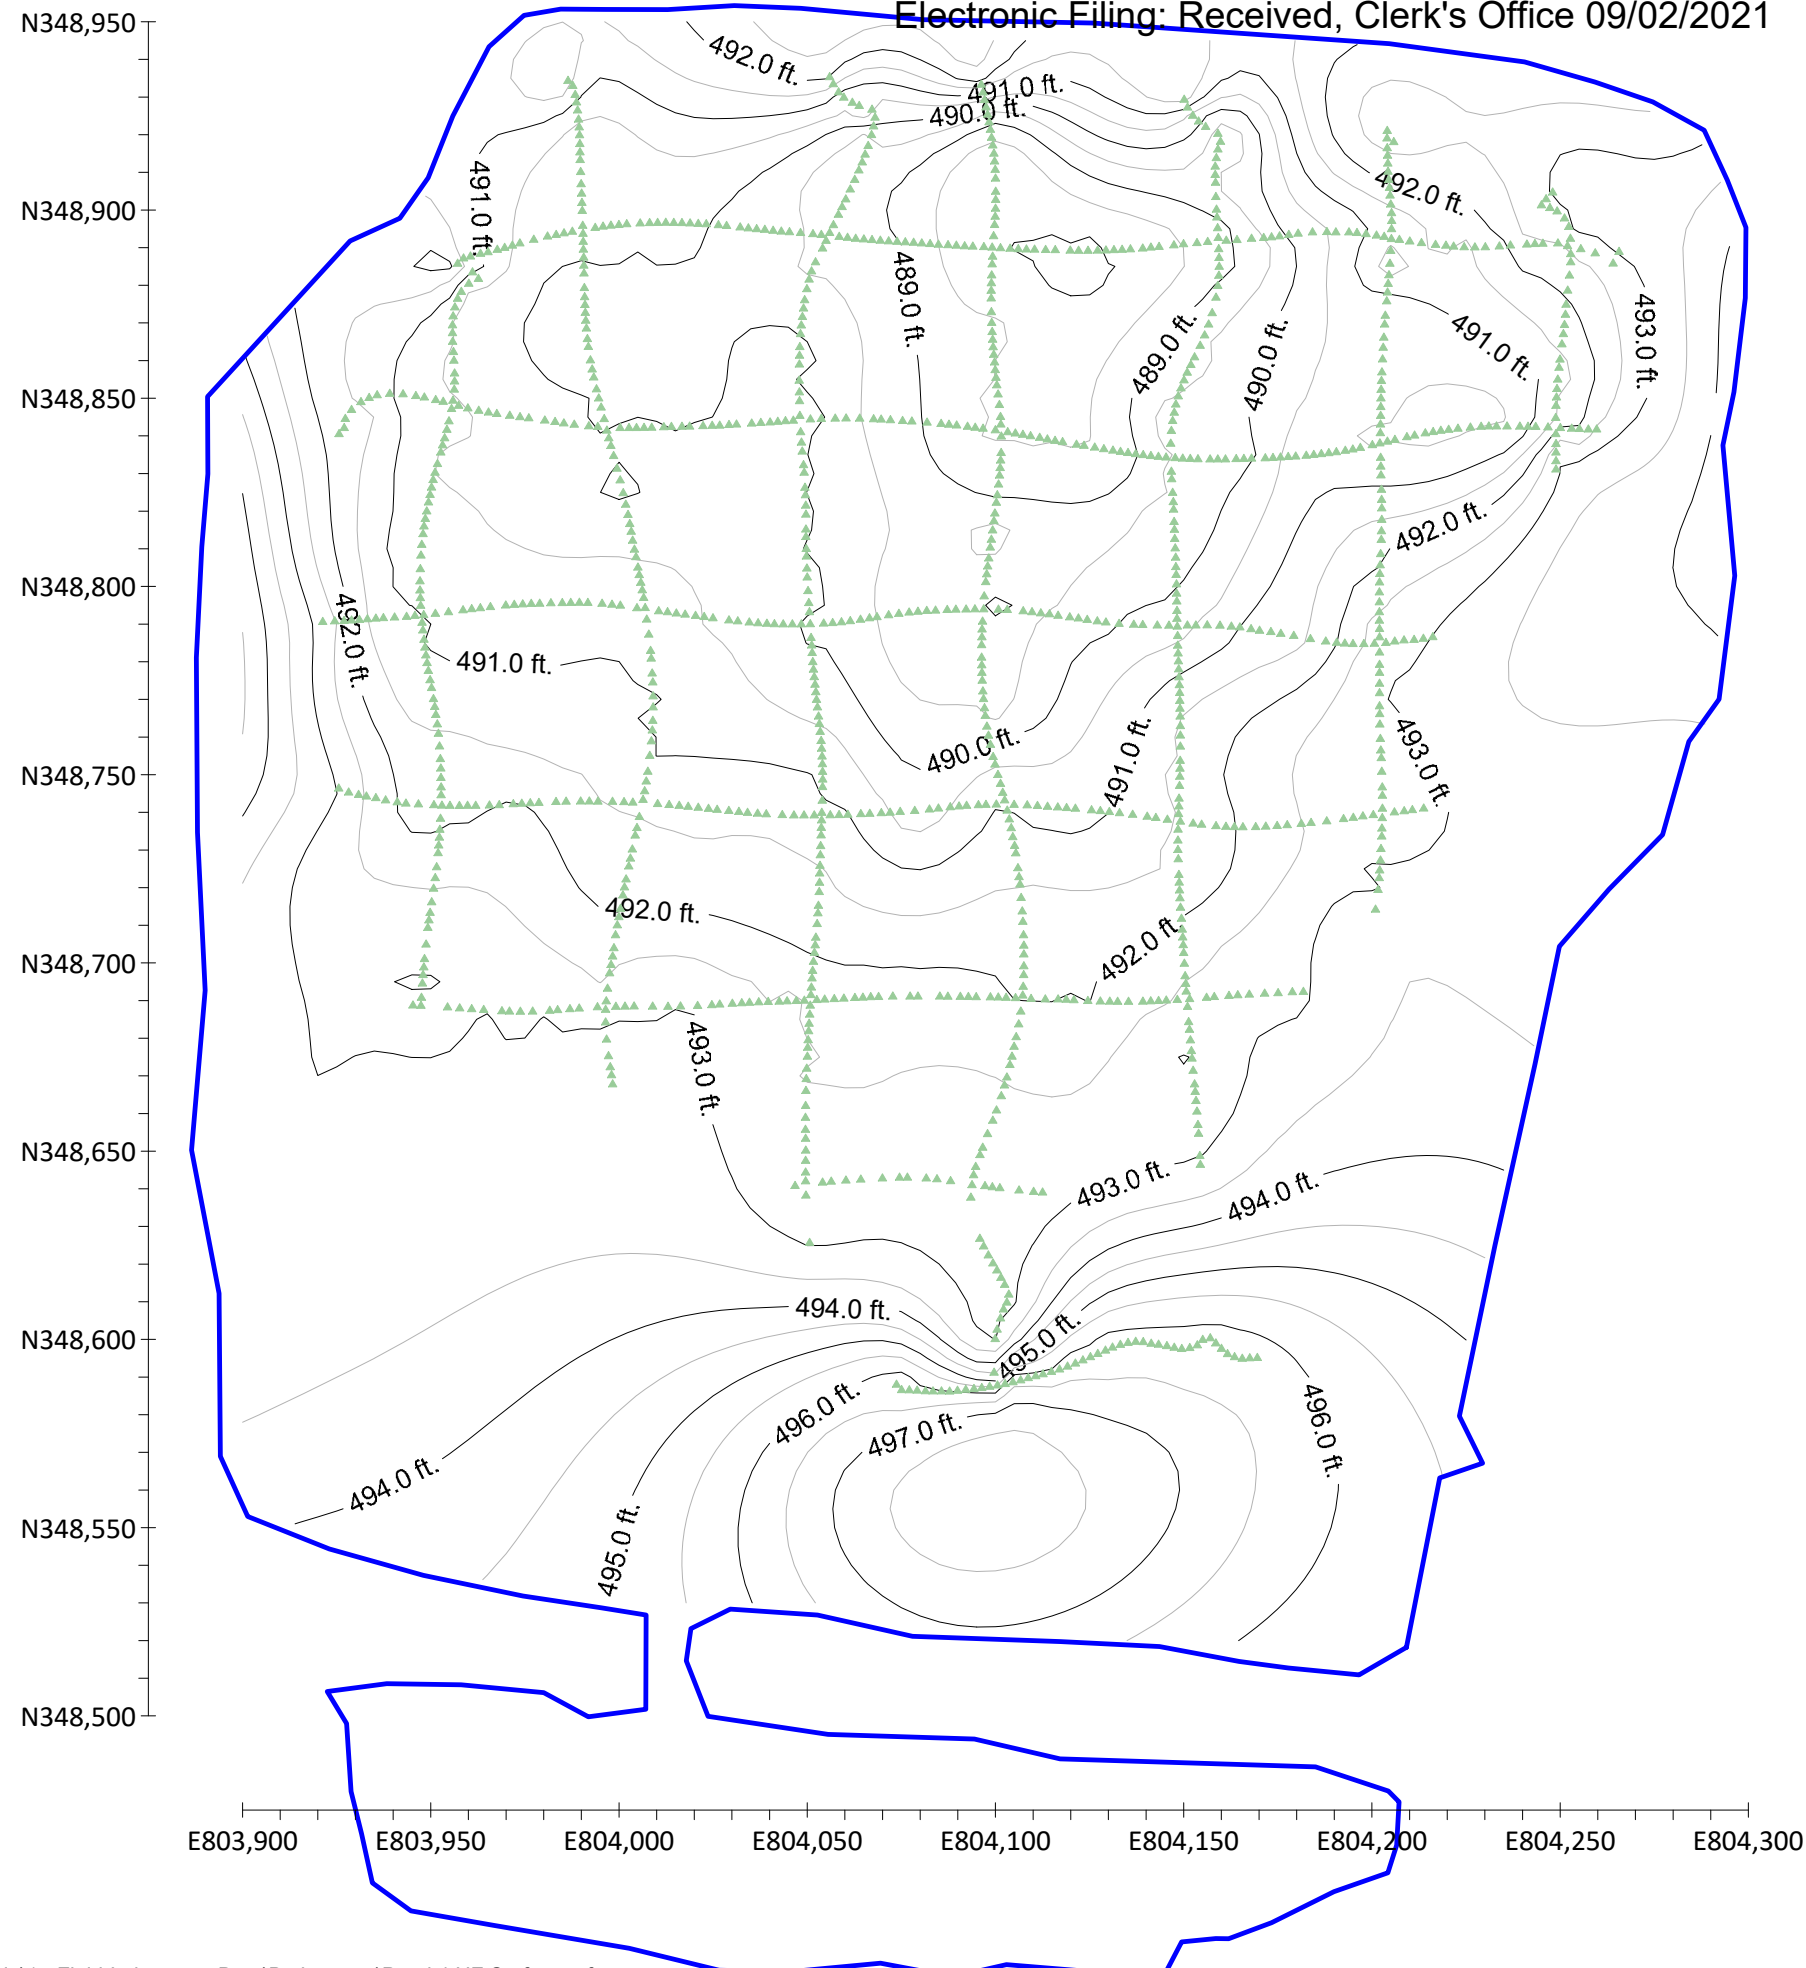 Electronic Filing: Received, Clerk's Office 09/02/2021
N348,950
492.0 ft.
491.0 ft.
490.0 ft.
491.0 ft.
492.0 ft.
N348,900
489.0 ft.
493.0 ft.
491.0 ft.
489.0 ft.
490.0 ft.
N348,850
492.0 ft.
N348,800
492.0 ft.
491.0 ft.
490.0 ft.
491.0 ft.
493.0 ft.
N348,750
492.0 ft.
492.0 ft.
N348,700
493.0 ft.
N348,650
493.0 ft.
494.0 ft.
494.0 ft.
N348,600
495.0 ft.
496.0 ft.
497.0 ft.
496.0 ft.
494.0 ft.
495.0 ft.
N348,550
N348,500
E803,900 E803,950 E804,000 E804,050 E804,100 E804,150 E804,200 E804,250 E804,300